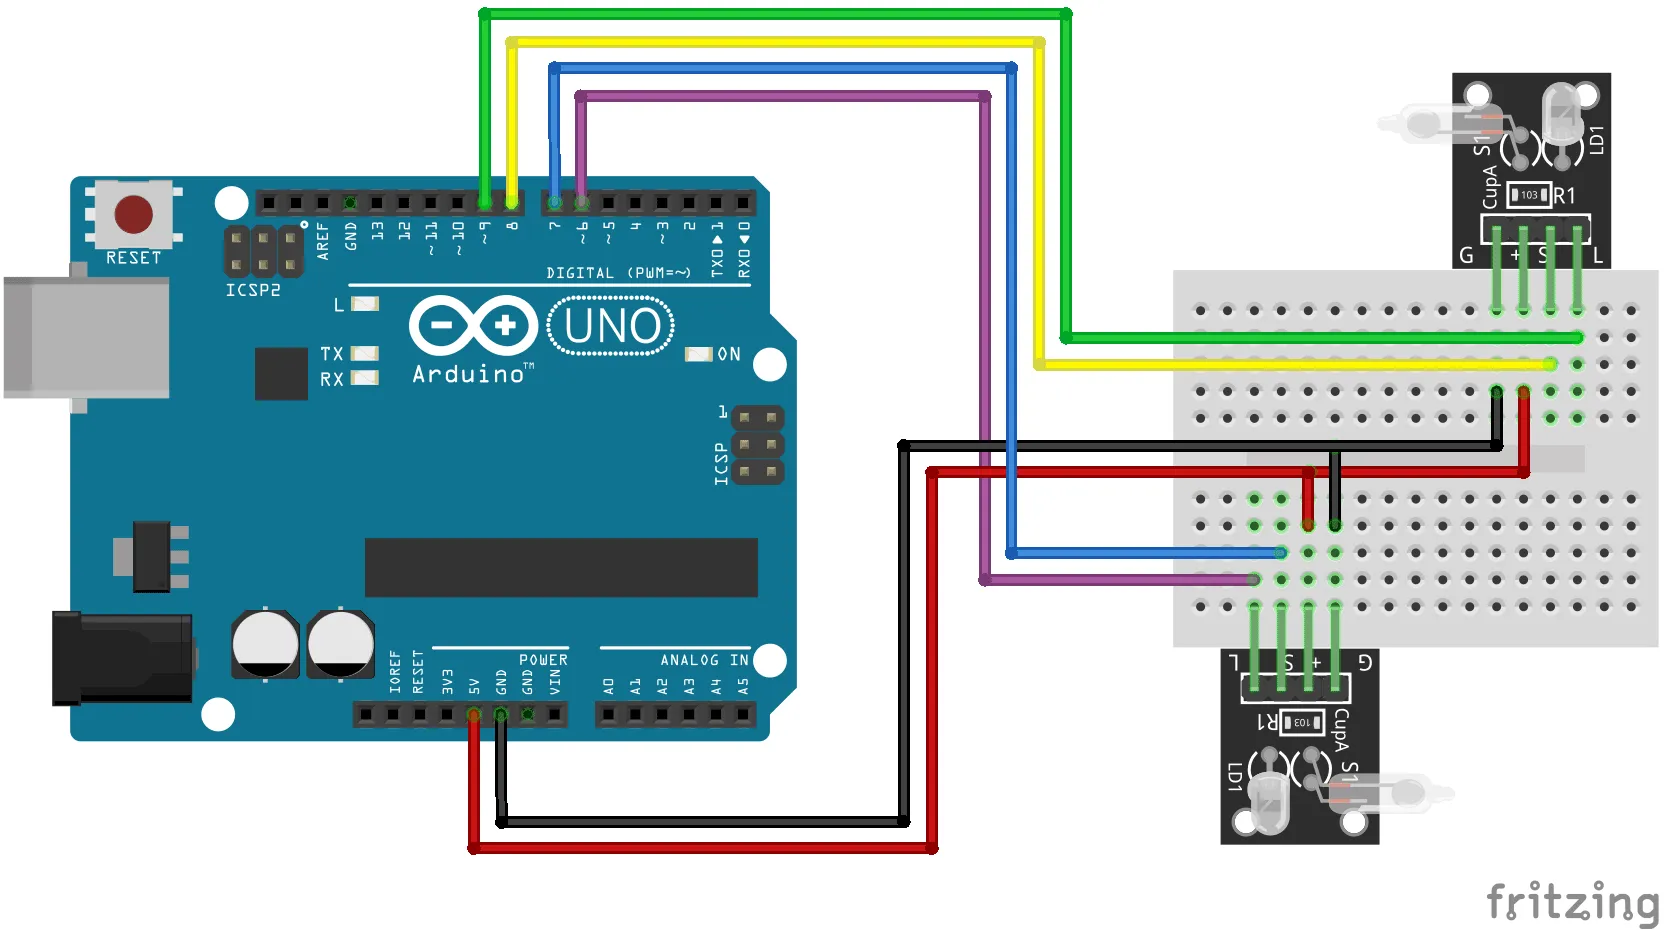 RESET
ICSP2
AREF
GND
13
12
~11
~10
~9
8
7
~6
~5
4
~3
2
TX0▶1
RX0◀0
DIGITAL (PWM=~)
L
TX
RX
UNO
Arduino™
ON
1
ICSP
POWER
ANALOG IN
IOREF
RESET
3V3
5V
GND
GND
VIN
A0
A1
A2
A3
A4
A5
S1
LD1
CupA
103
R1
G
+
S
L
L
S
+
G
R1
103
CupA
LD1
S1
fritzing